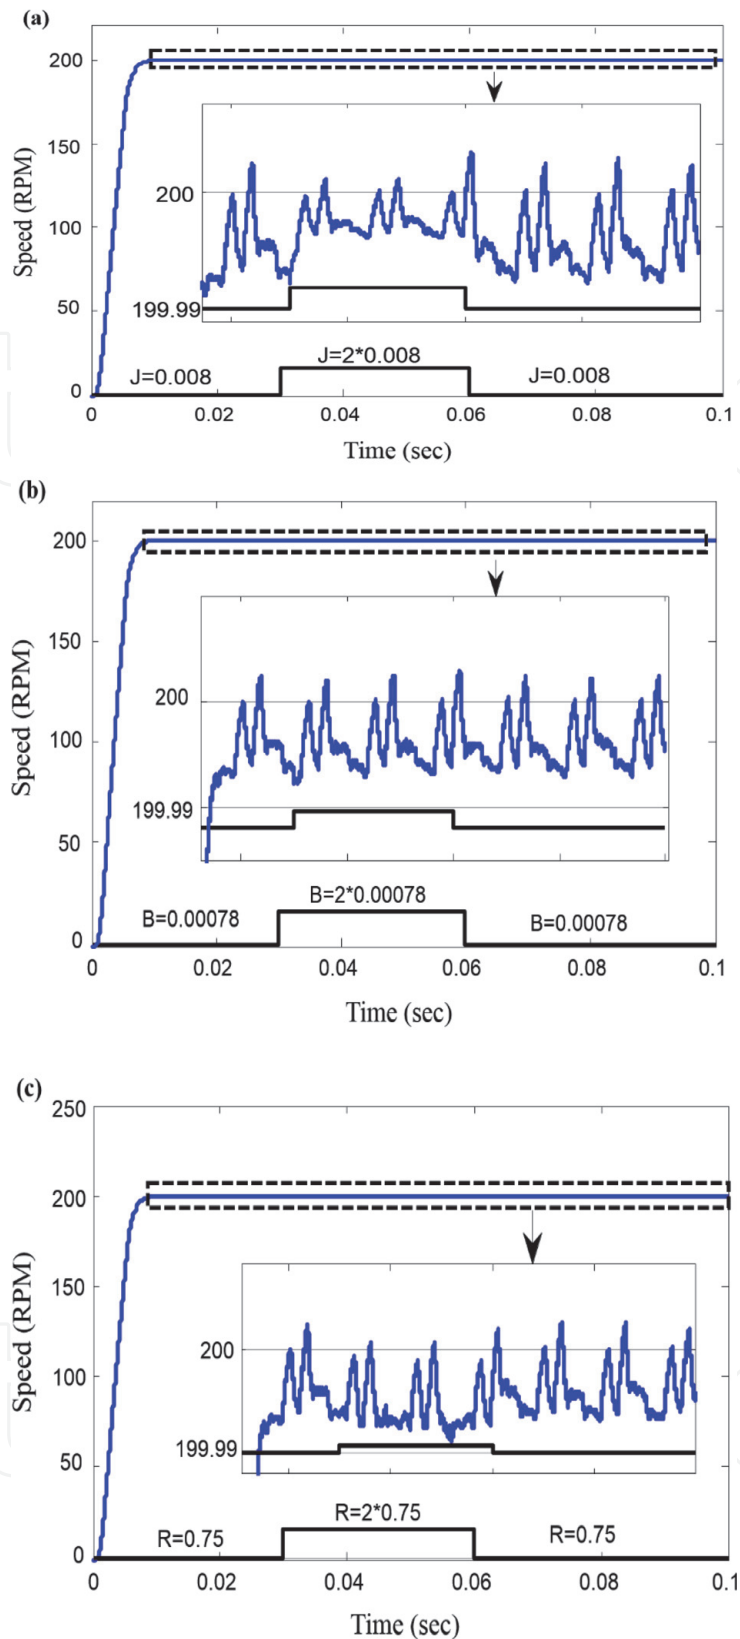 (a)
200
150
100
50
0
Speed (RPM)
200
199.99
J=0.008
J=2*0.008
J=0.008
0
0.02
0.04
0.06
0.08
0.1
Time (sec)
(b)
200
150
100
50
0
Speed (RPM)
200
199.99
B=0.00078
B=2*0.00078
B=0.00078
0
0.02
0.04
0.06
0.08
0.1
Time (sec)
(c)
250
200
150
100
50
0
Speed (RPM)
200
199.99
R=0.75
R=2*0.75
R=0.75
0
0.02
0.04
0.06
0.08
0.1
Time (sec)